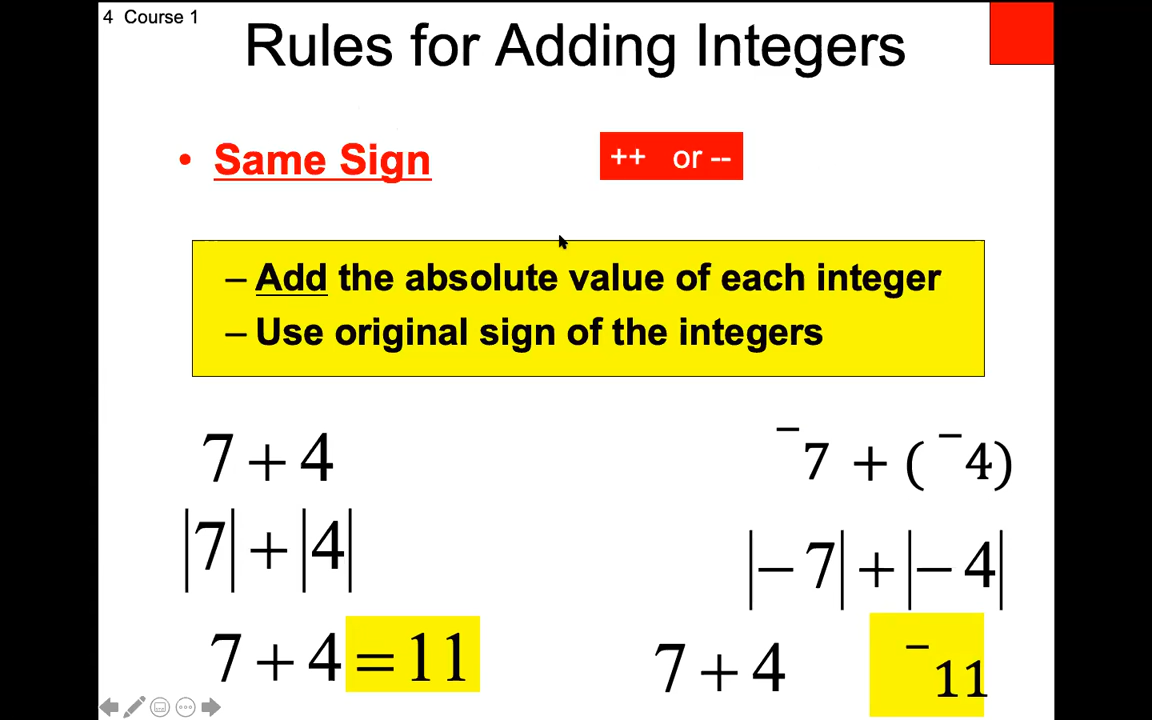 4 Course 1
Rules for Adding Integers
• Same Sign
++ or --
– Add the absolute value of each integer
– Use original sign of the integers
7 + 4
⁻7 + (⁻4)
|7| + |4|
|− 7| + |− 4|
7 + 4 = 11
7 + 4 ⁻11